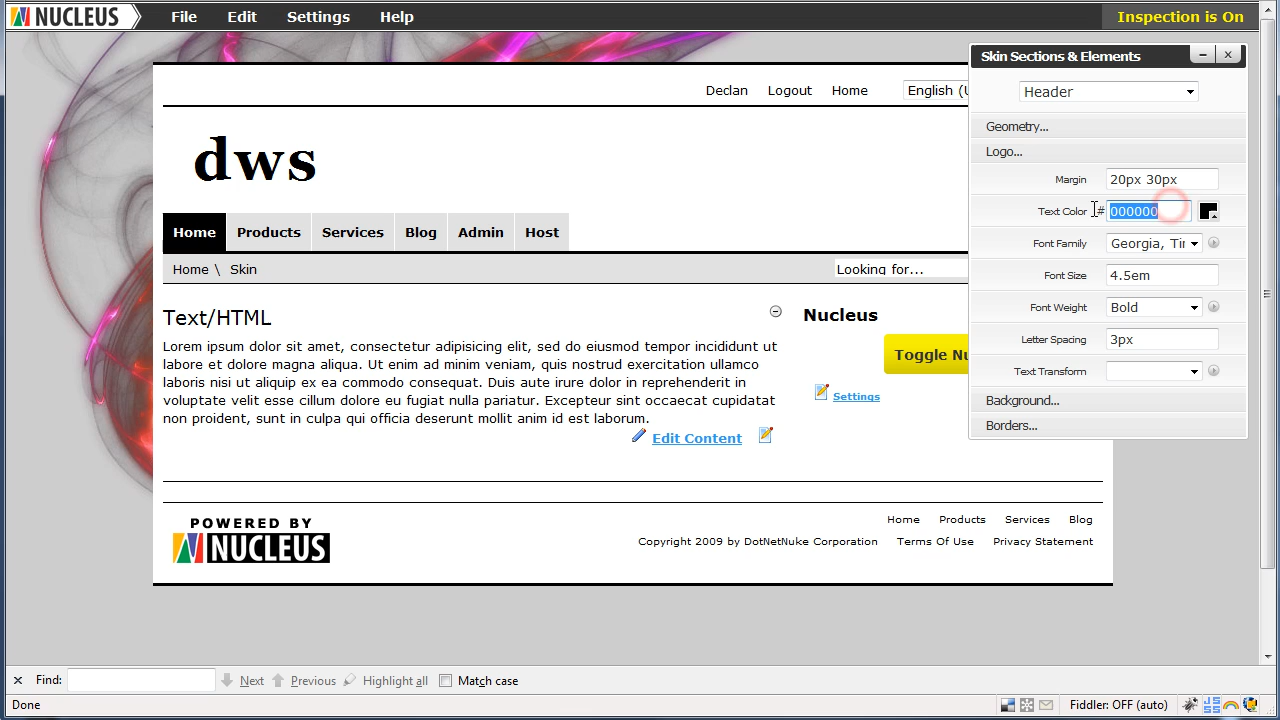 NUCLEUS File Edit Settings Help Inspection is On
Skin Sections & Elements
Header
Geometry...
Logo...
Margin 20px 30px
Text Color # 000000
Font Family Georgia, Tir
Font Size 4.5em
Font Weight Bold
Letter Spacing 3px
Text Transform
Background...
Borders...
Declan Logout Home English (U
dws
Home Products Services Blog Admin Host
Home \ Skin Looking for...
Text/HTML
Lorem ipsum dolor sit amet, consectetur adipisicing elit, sed do eiusmod tempor incididunt ut
labore et dolore magna aliqua. Ut enim ad minim veniam, quis nostrud exercitation ullamco
laboris nisi ut aliquip ex ea commodo consequat. Duis aute irure dolor in reprehenderit in
voluptate velit esse cillum dolore eu fugiat nulla pariatur. Excepteur sint occaecat cupidatat
non proident, sunt in culpa qui officia deserunt mollit anim id est laborum.
Edit Content
Nucleus
Toggle Nu
Settings
POWERED BY
NUCLEUS
Home Products Services Blog
Copyright 2009 by DotNetNuke Corporation Terms Of Use Privacy Statement
Find: Next Previous Highlight all Match case
Done Fiddler: OFF (auto)